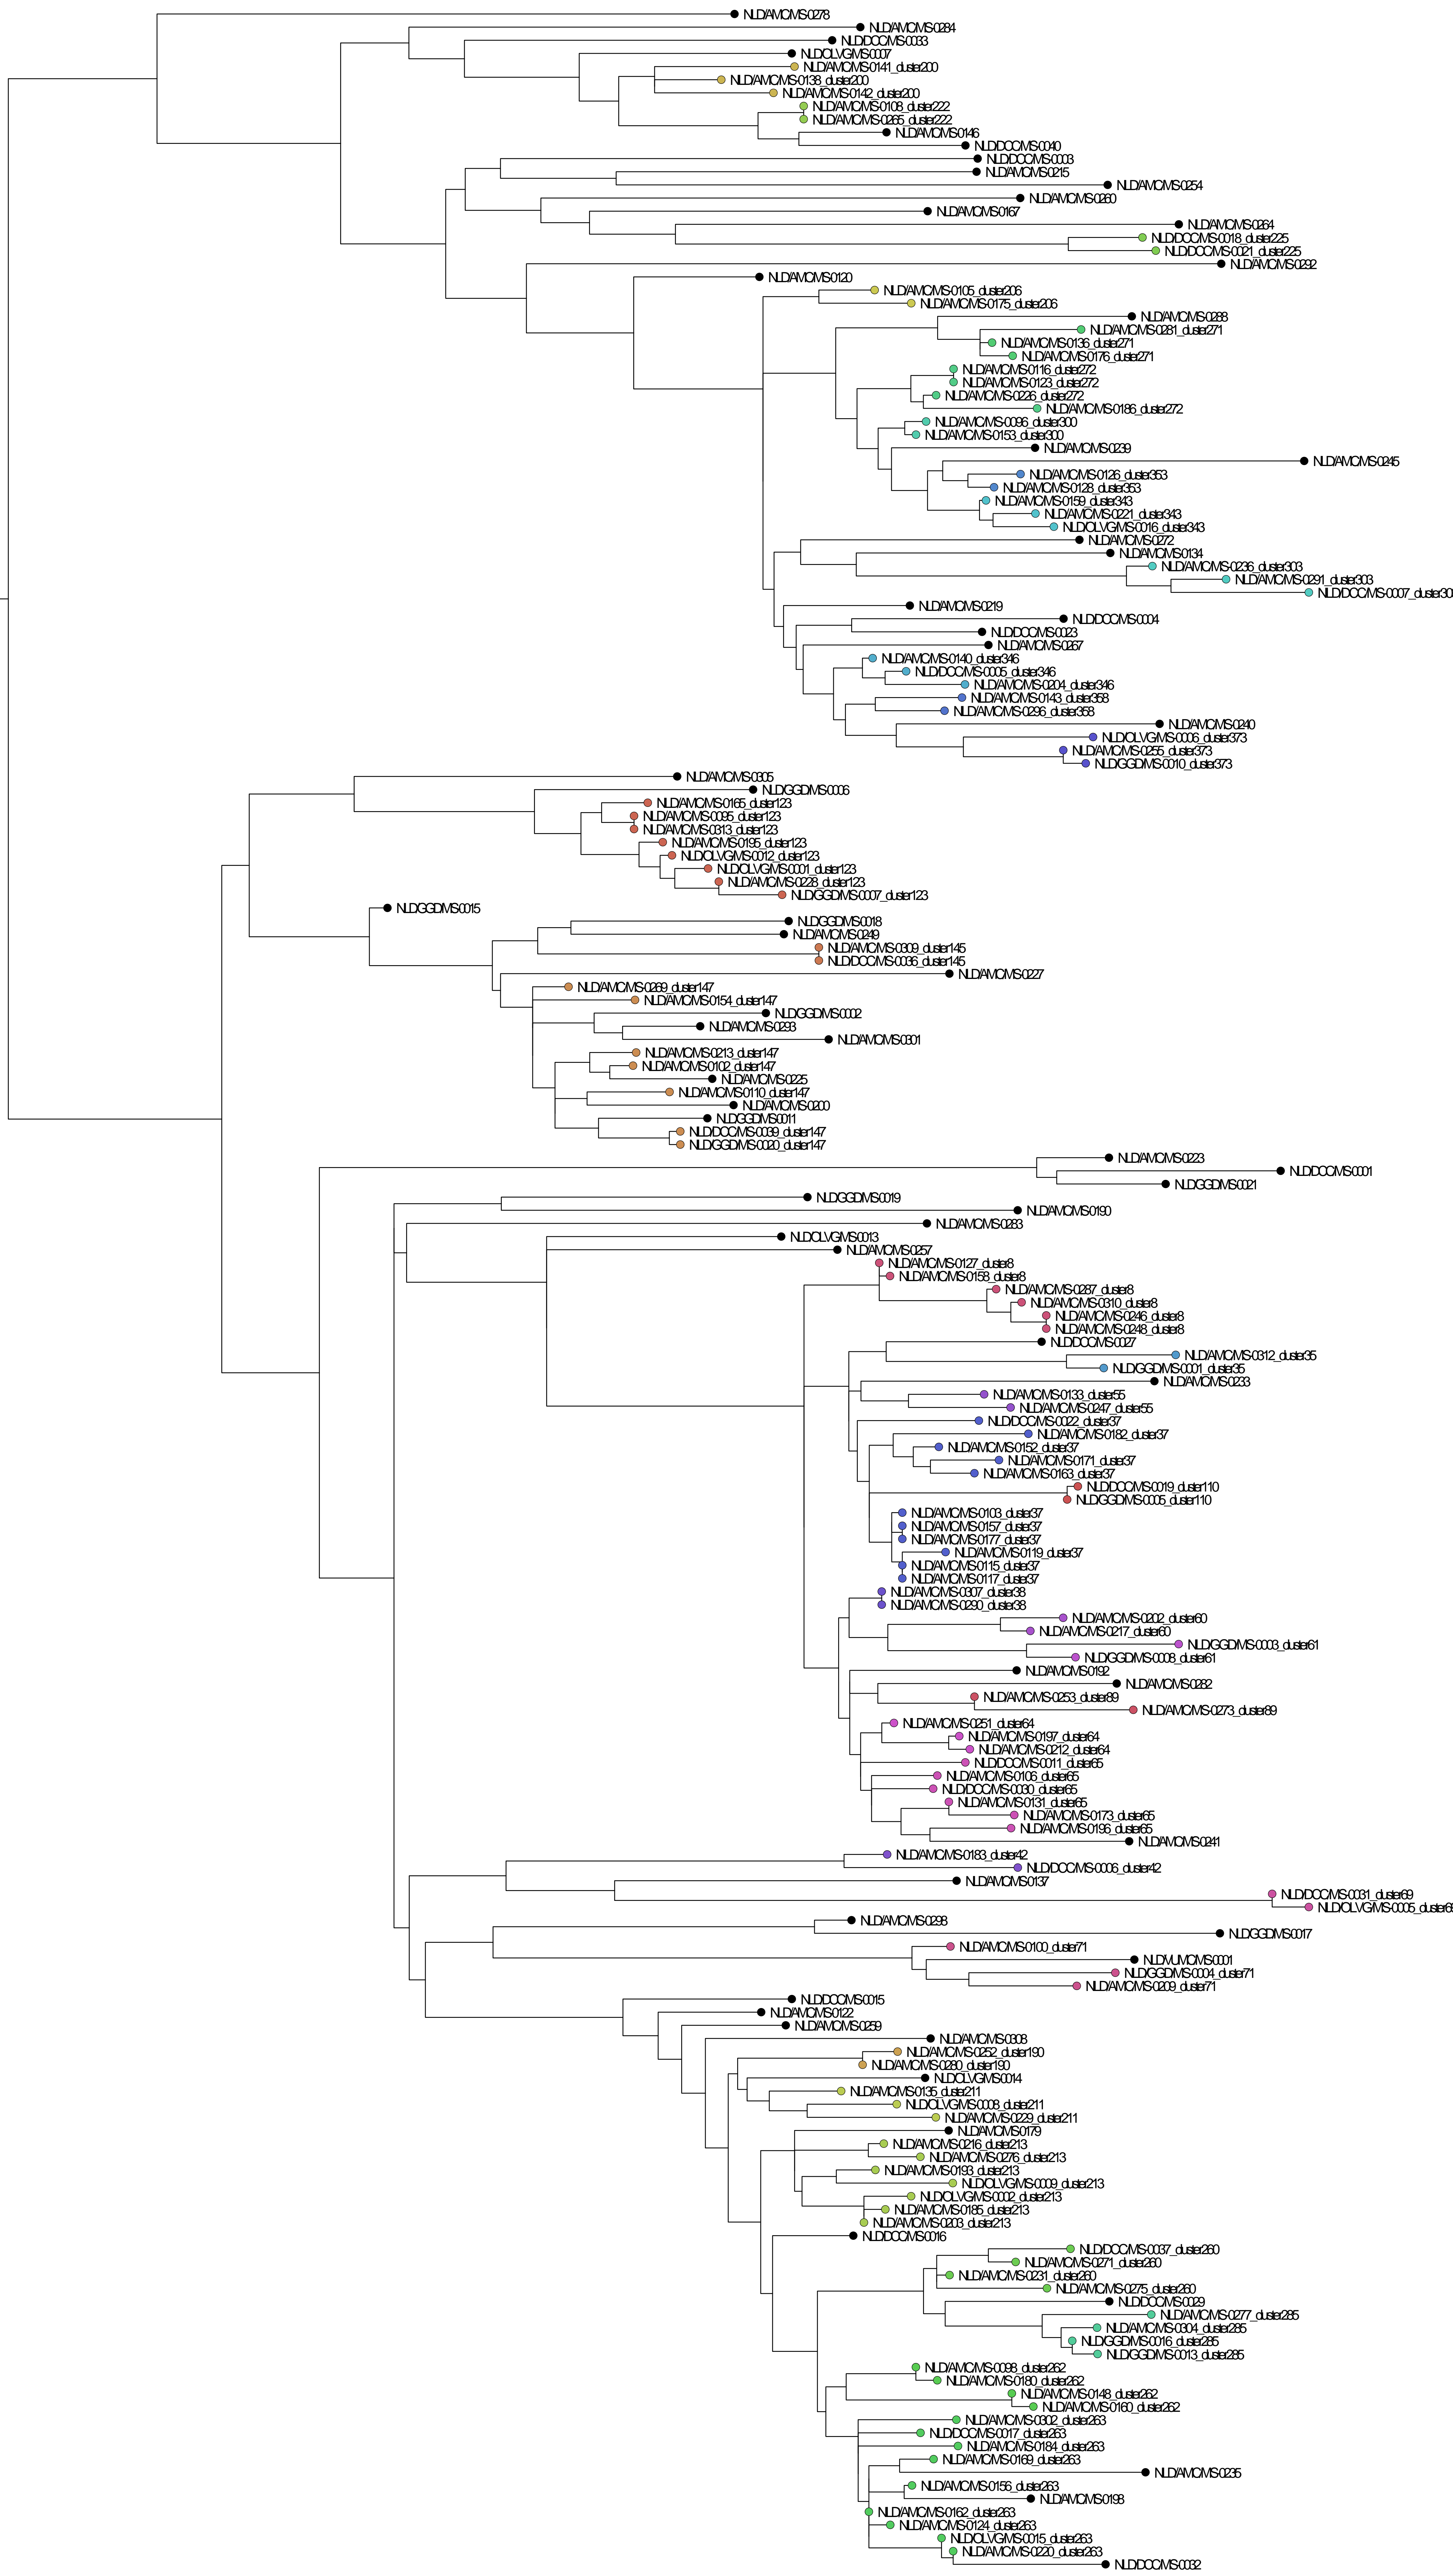 NLD/AMC/MS-0278
NLD/AMC/MS-0284
NLD/DCC/MS-0033
NLD/OLVG/MS-0007
NLD/AMC/MS-0141_cluster200
NLD/AMC/MS-0138_cluster200
NLD/AMC/MS-0142_cluster200
NLD/AMC/MS-0108_cluster222
NLD/AMC/MS-0265_cluster222
NLD/AMC/MS-0146
NLD/DCC/MS-0040
NLD/DCC/MS-0003
NLD/AMC/MS-0215
NLD/AMC/MS-0254
NLD/AMC/MS-0260
NLD/AMC/MS-0167
NLD/AMC/MS-0264
NLD/DCC/MS-0018_cluster225
NLD/DCC/MS-0021_cluster225
NLD/AMC/MS-0292
NLD/AMC/MS-0120
NLD/AMC/MS-0105_cluster206
NLD/AMC/MS-0175_cluster206
NLD/AMC/MS-0288
NLD/AMC/MS-0281_cluster271
NLD/AMC/MS-0136_cluster271
NLD/AMC/MS-0176_cluster271
NLD/AMC/MS-0116_cluster272
NLD/AMC/MS-0123_cluster272
NLD/AMC/MS-0226_cluster272
NLD/AMC/MS-0186_cluster272
NLD/AMC/MS-0096_cluster300
NLD/AMC/MS-0153_cluster300
NLD/AMC/MS-0239
NLD/AMC/MS-0245
NLD/AMC/MS-0126_cluster353
NLD/AMC/MS-0128_cluster353
NLD/AMC/MS-0159_cluster343
NLD/AMC/MS-0221_cluster343
NLD/OLVG/MS-0016_cluster343
NLD/AMC/MS-0272
NLD/AMC/MS-0134
NLD/AMC/MS-0236_cluster303
NLD/AMC/MS-0291_cluster303
NLD/DCC/MS-0007_cluster30
NLD/AMC/MS-0219
NLD/DCC/MS-0004
NLD/DCC/MS-0023
NLD/AMC/MS-0267
NLD/AMC/MS-0140_cluster346
NLD/DCC/MS-0005_cluster346
NLD/AMC/MS-0204_cluster346
NLD/AMC/MS-0143_cluster358
NLD/AMC/MS-0296_cluster358
NLD/AMC/MS-0240
NLD/OLVG/MS-0006_cluster373
NLD/AMC/MS-0255_cluster373
NLD/GGD/MS-0010_cluster373
NLD/AMC/MS-0305
NLD/GGD/MS-0006
NLD/AMC/MS-0165_cluster123
NLD/AMC/MS-0095_cluster123
NLD/AMC/MS-0313_cluster123
NLD/AMC/MS-0195_cluster123
NLD/OLVG/MS-0012_cluster123
NLD/OLVG/MS-0001_cluster123
NLD/AMC/MS-0228_cluster123
NLD/GGD/MS-0007_cluster123
NLD/GGD/MS-0015
NLD/GGD/MS-0018
NLD/AMC/MS-0249
NLD/AMC/MS-0309_cluster145
NLD/DCC/MS-0036_cluster145
NLD/AMC/MS-0227
NLD/AMC/MS-0269_cluster147
NLD/AMC/MS-0154_cluster147
NLD/GGD/MS-0002
NLD/AMC/MS-0293
NLD/AMC/MS-0301
NLD/AMC/MS-0213_cluster147
NLD/AMC/MS-0102_cluster147
NLD/AMC/MS-0225
NLD/AMC/MS-0110_cluster147
NLD/AMC/MS-0200
NLD/GGD/MS-0011
NLD/DCC/MS-0039_cluster147
NLD/GGD/MS-0020_cluster147
NLD/AMC/MS-0223
NLD/DCC/MS-0001
NLD/GGD/MS-0021
NLD/GGD/MS-0019
NLD/AMC/MS-0190
NLD/AMC/MS-0283
NLD/OLVG/MS-0013
NLD/AMC/MS-0257
NLD/AMC/MS-0127_cluster8
NLD/AMC/MS-0158_cluster8
NLD/AMC/MS-0287_cluster8
NLD/AMC/MS-0310_cluster8
NLD/AMC/MS-0246_cluster8
NLD/AMC/MS-0248_cluster8
NLD/DCC/MS-0027
NLD/AMC/MS-0312_cluster35
NLD/GGD/MS-0001_cluster35
NLD/AMC/MS-0233
NLD/AMC/MS-0133_cluster55
NLD/AMC/MS-0247_cluster55
NLD/DCC/MS-0022_cluster37
NLD/AMC/MS-0182_cluster37
NLD/AMC/MS-0152_cluster37
NLD/AMC/MS-0171_cluster37
NLD/AMC/MS-0163_cluster37
NLD/DCC/MS-0019_cluster110
NLD/GGD/MS-0005_cluster110
NLD/AMC/MS-0103_cluster37
NLD/AMC/MS-0157_cluster37
NLD/AMC/MS-0177_cluster37
NLD/AMC/MS-0119_cluster37
NLD/AMC/MS-0115_cluster37
NLD/AMC/MS-0117_cluster37
NLD/AMC/MS-0307_cluster38
NLD/AMC/MS-0290_cluster38
NLD/AMC/MS-0202_cluster60
NLD/AMC/MS-0217_cluster60
NLD/GGD/MS-0003_cluster61
NLD/GGD/MS-0008_cluster61
NLD/AMC/MS-0192
NLD/AMC/MS-0282
NLD/AMC/MS-0253_cluster89
NLD/AMC/MS-0273_cluster89
NLD/AMC/MS-0251_cluster64
NLD/AMC/MS-0197_cluster64
NLD/AMC/MS-0212_cluster64
NLD/DCC/MS-0011_cluster65
NLD/AMC/MS-0106_cluster65
NLD/DCC/MS-0030_cluster65
NLD/AMC/MS-0131_cluster65
NLD/AMC/MS-0173_cluster65
NLD/AMC/MS-0196_cluster65
NLD/AMC/MS-0241
NLD/AMC/MS-0183_cluster42
NLD/DCC/MS-0006_cluster42
NLD/AMC/MS-0137
NLD/DCC/MS-0031_cluster69
NLD/OLVG/MS-0005_cluster6
NLD/AMC/MS-0298
NLD/GGD/MS-0017
NLD/AMC/MS-0100_cluster71
NLD/VUMC/MS-0001
NLD/GGD/MS-0004_cluster71
NLD/AMC/MS-0209_cluster71
NLD/DCC/MS-0015
NLD/AMC/MS-0122
NLD/AMC/MS-0259
NLD/AMC/MS-0308
NLD/AMC/MS-0252_cluster190
NLD/AMC/MS-0280_cluster190
NLD/OLVG/MS-0014
NLD/AMC/MS-0135_cluster211
NLD/OLVG/MS-0008_cluster211
NLD/AMC/MS-0229_cluster211
NLD/AMC/MS-0179
NLD/AMC/MS-0216_cluster213
NLD/AMC/MS-0276_cluster213
NLD/AMC/MS-0193_cluster213
NLD/OLVG/MS-0009_cluster213
NLD/OLVG/MS-0002_cluster213
NLD/AMC/MS-0185_cluster213
NLD/AMC/MS-0203_cluster213
NLD/DCC/MS-0016
NLD/DCC/MS-0037_cluster260
NLD/AMC/MS-0271_cluster260
NLD/AMC/MS-0231_cluster260
NLD/AMC/MS-0275_cluster260
NLD/DCC/MS-0029
NLD/AMC/MS-0277_cluster285
NLD/AMC/MS-0304_cluster285
NLD/GGD/MS-0016_cluster285
NLD/GGD/MS-0013_cluster285
NLD/AMC/MS-0098_cluster262
NLD/AMC/MS-0180_cluster262
NLD/AMC/MS-0148_cluster262
NLD/AMC/MS-0160_cluster262
NLD/AMC/MS-0302_cluster263
NLD/DCC/MS-0017_cluster263
NLD/AMC/MS-0184_cluster263
NLD/AMC/MS-0169_cluster263
NLD/AMC/MS-0235
NLD/AMC/MS-0156_cluster263
NLD/AMC/MS-0198
NLD/AMC/MS-0162_cluster263
NLD/AMC/MS-0124_cluster263
NLD/OLVG/MS-0015_cluster263
NLD/AMC/MS-0220_cluster263
NLD/DCC/MS-0032